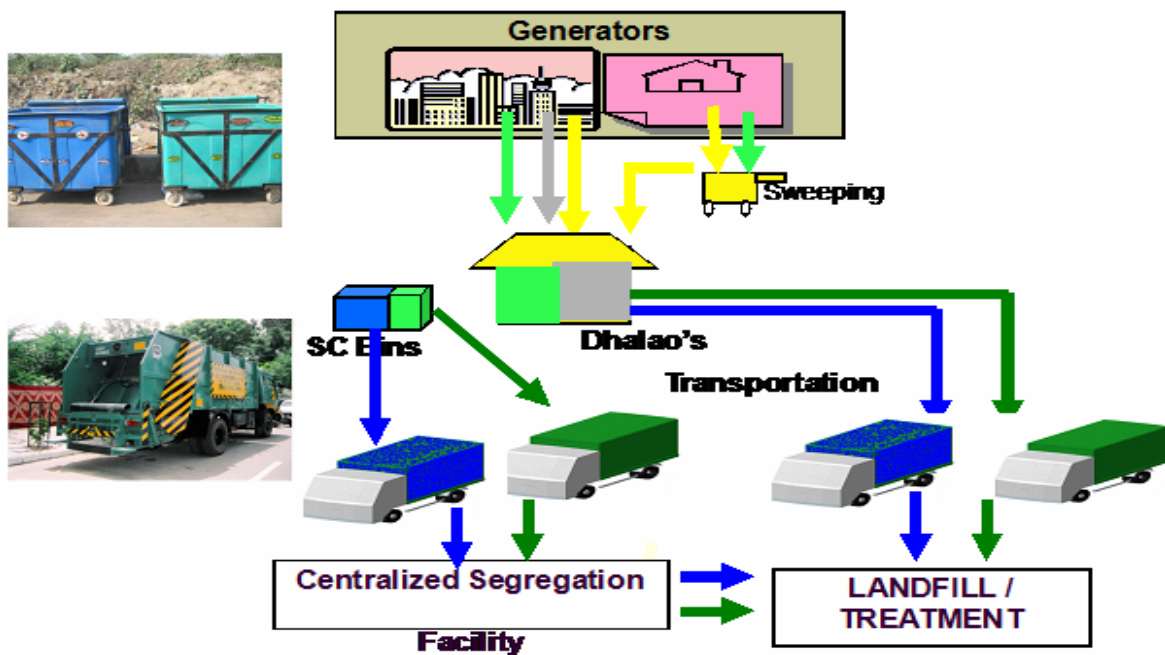 Generators
Sweeping
SC Bins
Dhalao's
Transportation
Centralized Segregation
Facility
LANDFILL /
TREATMENT